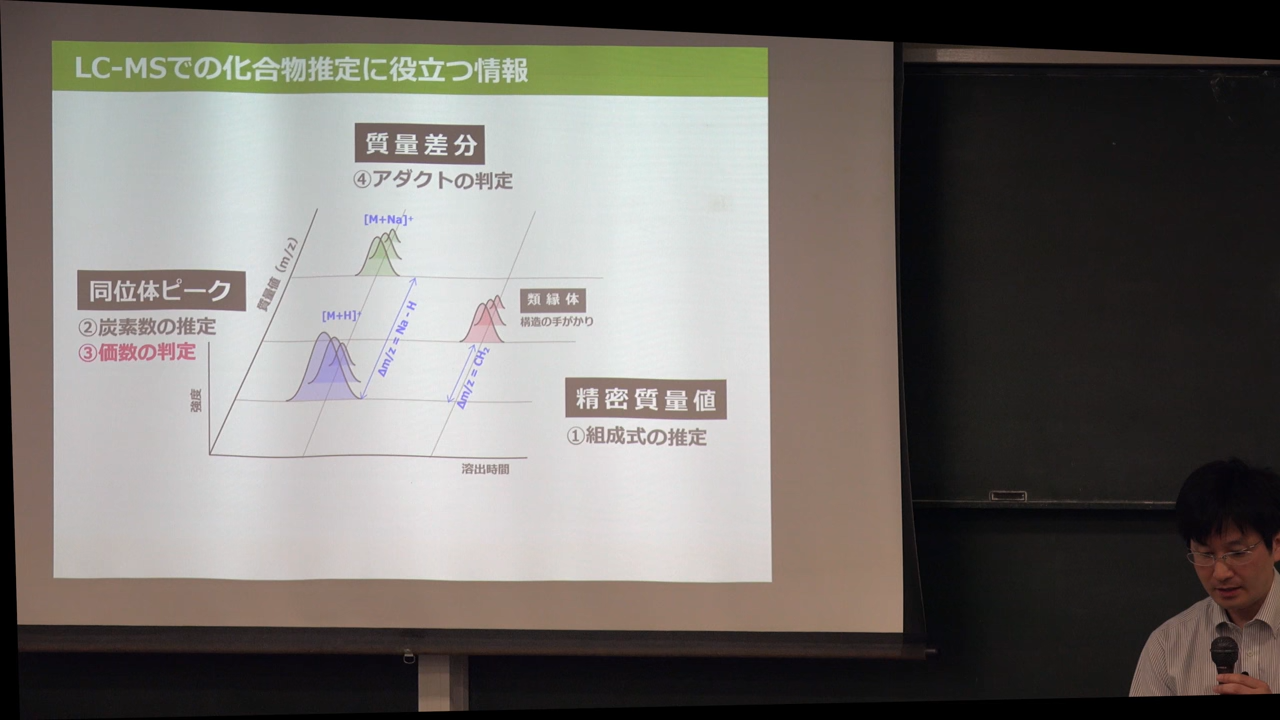 LC-MSでの化合物推定に役立つ情報
質量差分
④アダクトの判定
[M+Na]⁺
質量値（m/z）
同位体ピーク
②炭素数の推定
③価数の判定
[M+H]⁺
Δm/z = Na - H
類縁体
構造の手がかり
Δm/z = CH₂
強度
精密質量値
①組成式の推定
溶出時間